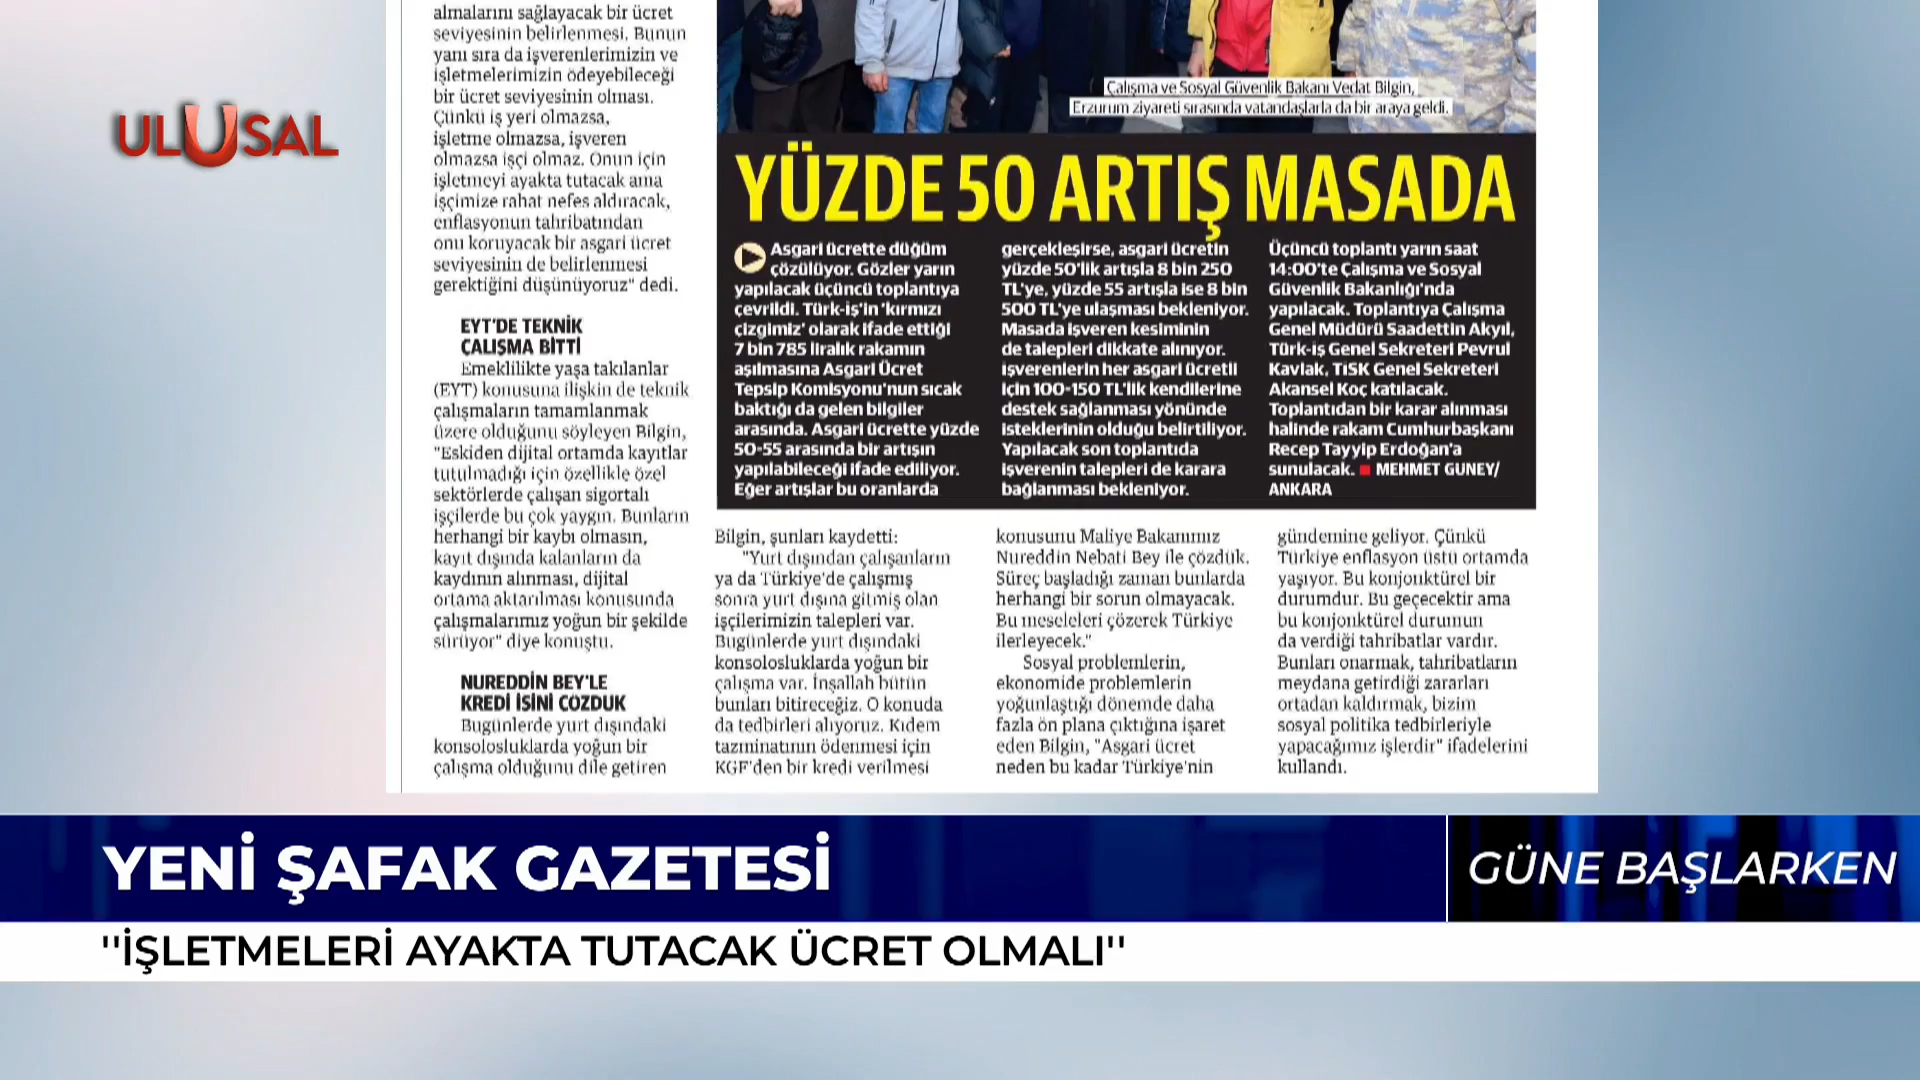 ULUSAL
almalarını sağlayacak bir ücret
seviyesinin belirlenmesi. Bunun
yanı sıra da işverenlerimizin ve
işletmelerimizin ödeyebileceği
bir ücret seviyesinin olması.
Çünkü iş yeri olmazsa,
işletme olmazsa, işveren
olmazsa işçi olmaz. Onun için
işletmeyi ayakta tutacak ama
işçimize rahat nefes aldıracak,
enflasyonun tahribatından
onu koruyacak bir asgari ücret
seviyesinin de belirlenmesi
gerektiğini düşünüyoruz" dedi.
EYT'DE TEKNİK
ÇALIŞMA BİTTİ
Emeklilikte yaşa takılanlar
(EYT) konusuna ilişkin de teknik
çalışmaların tamamlanmak
üzere olduğunu söyleyen Bilgin,
"Eskiden dijital ortamda kayıtlar
tutulmadığı için özellikle özel
sektörlerde çalışan sigortalı
işçilerde bu çok yaygın. Bunların
herhangi bir kaybı olmasın,
kayıt dışında kalanların da
kaydının alınması, dijital
ortama aktarılması konusunda
çalışmalarımız yoğun bir şekilde
sürüyor" diye konuştu.
NUREDDİN BEY'LE
KREDİ İŞİNİ ÇÖZDÜK
Bugünlerde yurt dışındaki
konsolosluklarda yoğun bir
çalışma olduğunu dile getiren
Çalışma ve Sosyal Güvenlik Bakanı Vedat Bilgin,
Erzurum ziyareti sırasında vatandaşlarla da bir araya geldi.
YÜZDE 50 ARTIŞ MASADA
Asgari ücrette düğüm
çözülüyor. Gözler yarın
yapılacak üçüncü toplantıya
çevrildi. Türk-iş'in 'kırmızı
çizgimiz' olarak ifade ettiği
7 bin 785 liralık rakamın
aşılmasına Asgari Ücret
Tepsip Komisyonu'nun sıcak
baktığı da gelen bilgiler
arasında. Asgari ücrette yüzde
50-55 arasında bir artışın
yapılabileceği ifade ediliyor.
Eğer artışlar bu oranlarda
gerçekleşirse, asgari ücretin
yüzde 50'lik artışla 8 bin 250
TL'ye, yüzde 55 artışla ise 8 bin
500 TL'ye ulaşması bekleniyor.
Masada işveren kesiminin
de talepleri dikkate alınıyor.
işverenlerin her asgari ücretli
için 100-150 TL'lik kendilerine
destek sağlanması yönünde
isteklerinin olduğu belirtiliyor.
Yapılacak son toplantıda
işverenin talepleri de karara
bağlanması bekleniyor.
Üçüncü toplantı yarın saat
14:00'te Çalışma ve Sosyal
Güvenlik Bakanlığı'nda
yapılacak. Toplantıya Çalışma
Genel Müdürü Saadettin Akyıl,
Türk-iş Genel Sekreteri Pevrul
Kavlak, TiSK Genel Sekreteri
Akansel Koç katılacak.
Toplantıdan bir karar alınması
halinde rakam Cumhurbaşkanı
Recep Tayyip Erdoğan'a
sunulacak. ■ MEHMET GÜNEY/
ANKARA
Bilgin, şunları kaydetti:
"Yurt dışından çalışanların
ya da Türkiye'de çalışmış
sonra yurt dışına gitmiş olan
işçilerimizin talepleri var.
Bugünlerde yurt dışındaki
konsolosluklarda yoğun bir
çalışma var. İnşallah bütün
bunları bitireceğiz. O konuda
da tedbirleri alıyoruz. Kıdem
tazminatının ödenmesi için
KGF'den bir kredi verilmesi
konusunu Maliye Bakanımız
Nureddin Nebati Bey ile çözdük.
Süreç başladığı zaman bunlarda
herhangi bir sorun olmayacak.
Bu meseleleri çözerek Türkiye
ilerleyecek."
Sosyal problemlerin,
ekonomide problemlerin
yoğunlaştığı dönemde daha
fazla ön plana çıktığına işaret
eden Bilgin, "Asgari ücret
neden bu kadar Türkiye'nin
gündemine geliyor. Çünkü
Türkiye enflasyon üstü ortamda
yaşıyor. Bu konjonktürel bir
durumdur. Bu geçecektir ama
bu konjonktürel durumun
da verdiği tahribatlar vardır.
Bunları onarmak, tahribatların
meydana getirdiği zararları
ortadan kaldırmak, bizim
sosyal politika tedbirleriyle
yapacağımız işlerdir" ifadelerini
kullandı.
YENİ ŞAFAK GAZETESİ
GÜNE BAŞLARKEN
''İŞLETMELERİ AYAKTA TUTACAK ÜCRET OLMALI''